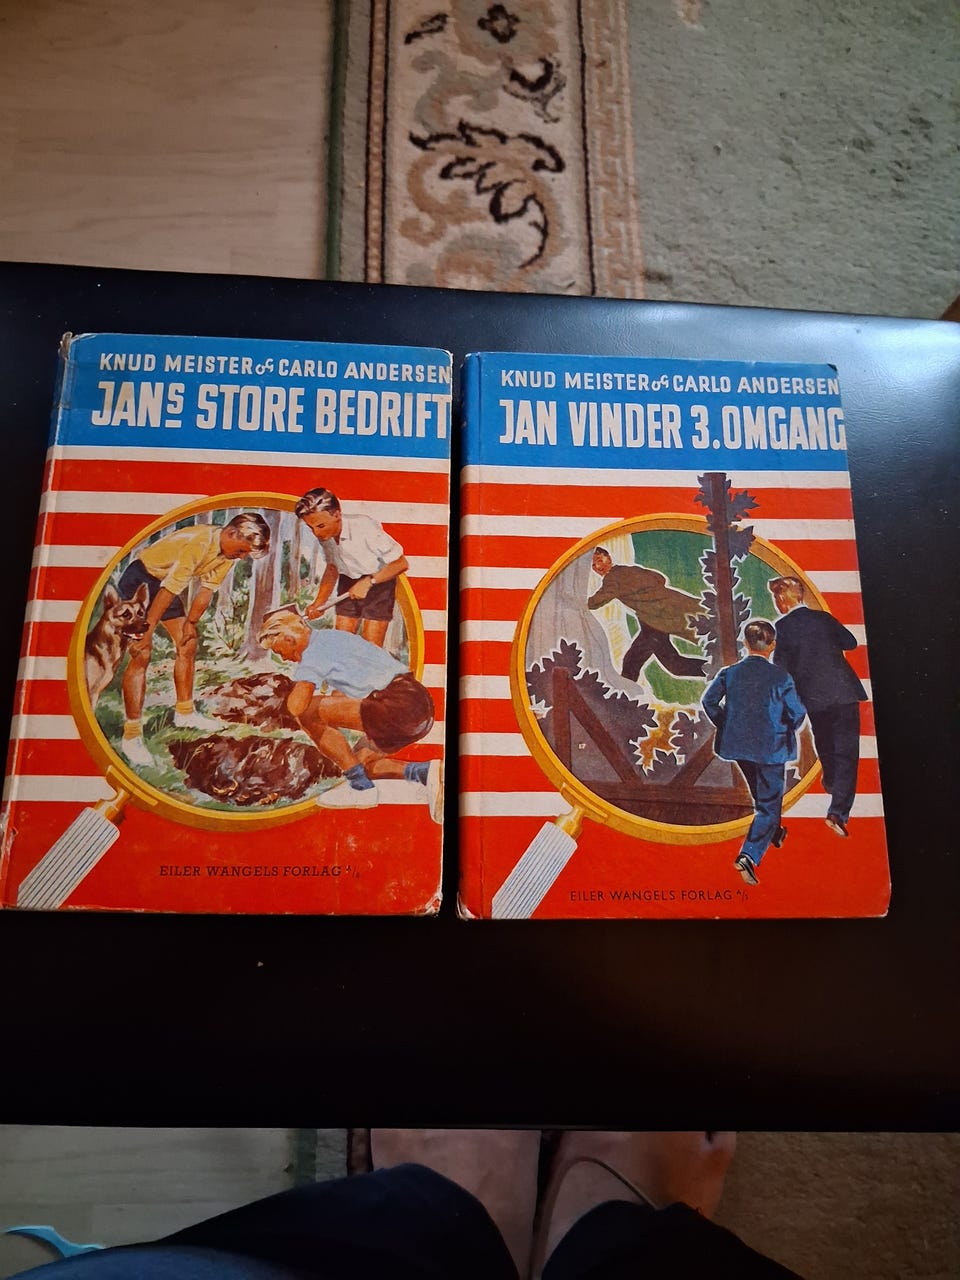 KNUD MEISTER og CARLO ANDERSEN
JANS STORE BEDRIFT
EILER WANGELS FORLAG A/S
KNUD MEISTER og CARLO ANDERSEN
JAN VINDER 3. OMGANG
EILER WANGELS FORLAG A/S